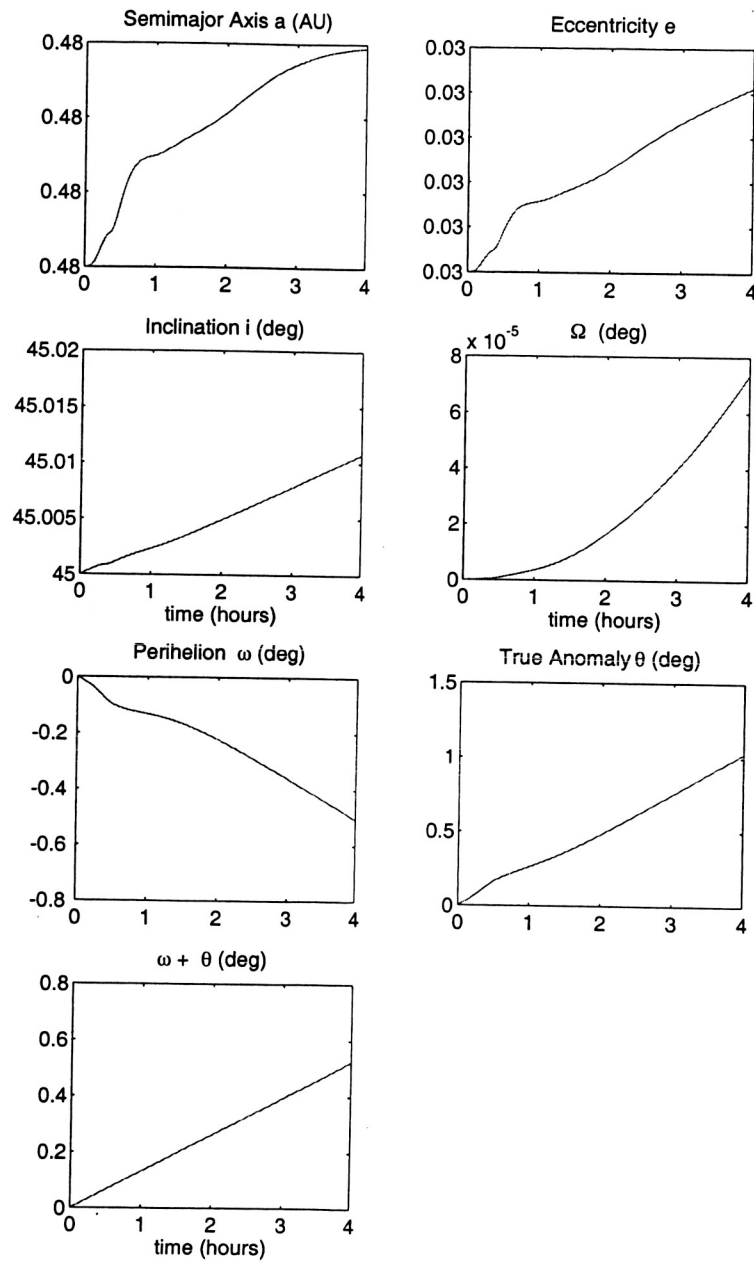 Semimajor Axis a (AU)
0.48
0.48
0.48
0.48
0 1 2 3 4
Eccentricity e
0.03
0.03
0.03
0.03
0.03
0.03
0 1 2 3 4
Inclination i (deg)
45.02
45.015
45.01
45.005
45
0 1 2 3 4
time (hours)
x 10^-5 Ω (deg)
8
6
4
2
0
0 1 2 3 4
time (hours)
Perihelion ω (deg)
0
-0.2
-0.4
-0.6
-0.8
0 1 2 3 4
True Anomaly θ (deg)
1.5
1
0.5
0
0 1 2 3 4
ω + θ (deg)
0.8
0.6
0.4
0.2
0
0 1 2 3 4
time (hours)